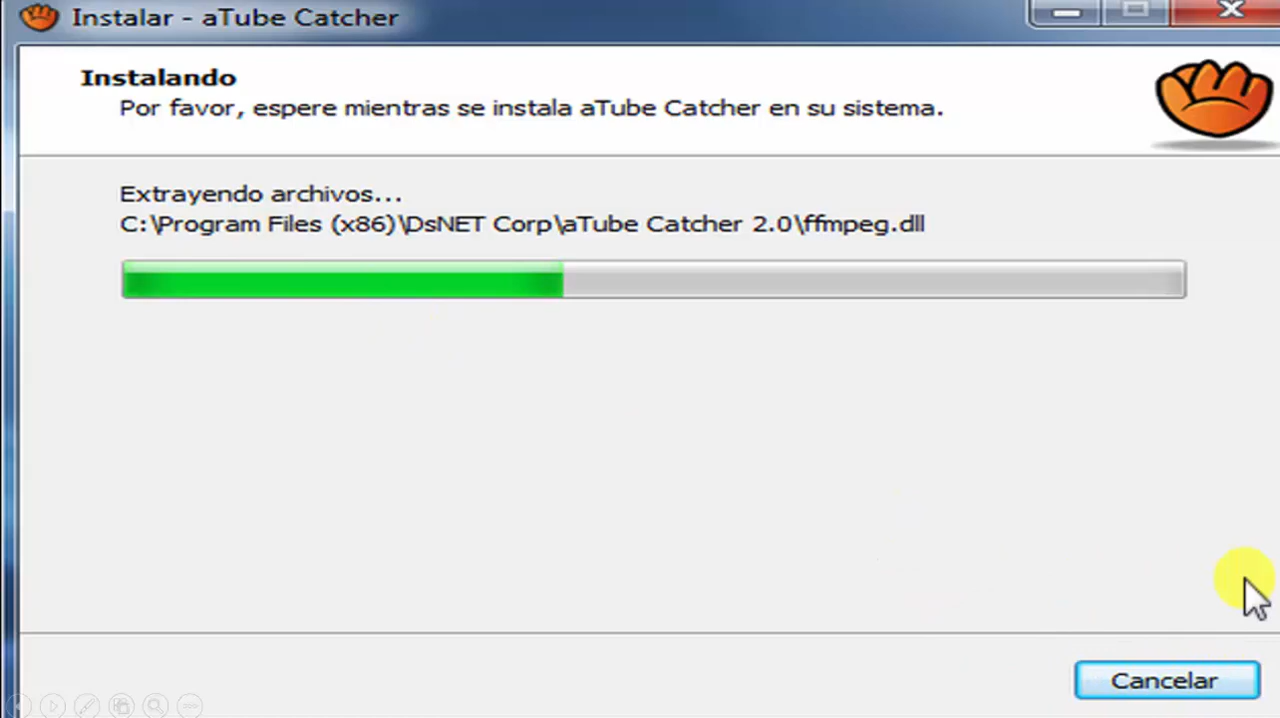 Instalar - aTube Catcher
Instalando
Por favor, espere mientras se instala aTube Catcher en su sistema.
Extrayendo archivos...
C:\Program Files (x86)\DsNET Corp\aTube Catcher 2.0\ffmpeg.dll
Cancelar